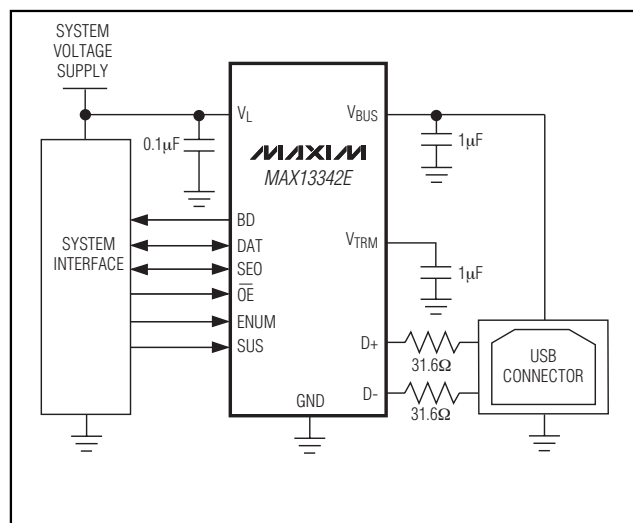 SYSTEM
VOLTAGE
SUPPLY
VL
VBUS
0.1µF
1µF
MAXIM
MAX13342E
SYSTEM
INTERFACE
BD
DAT
SEO
OE
ENUM
SUS
VTRM
1µF
D+
31.6Ω
D-
31.6Ω
GND
USB
CONNECTOR